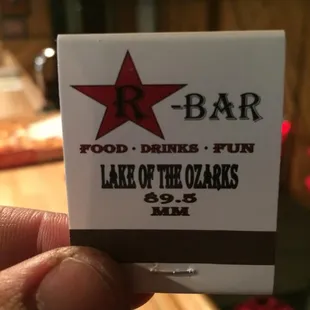 R-BAR
FOOD · DRINKS · FUN
LAKE OF THE OZARKS
89.5
MM